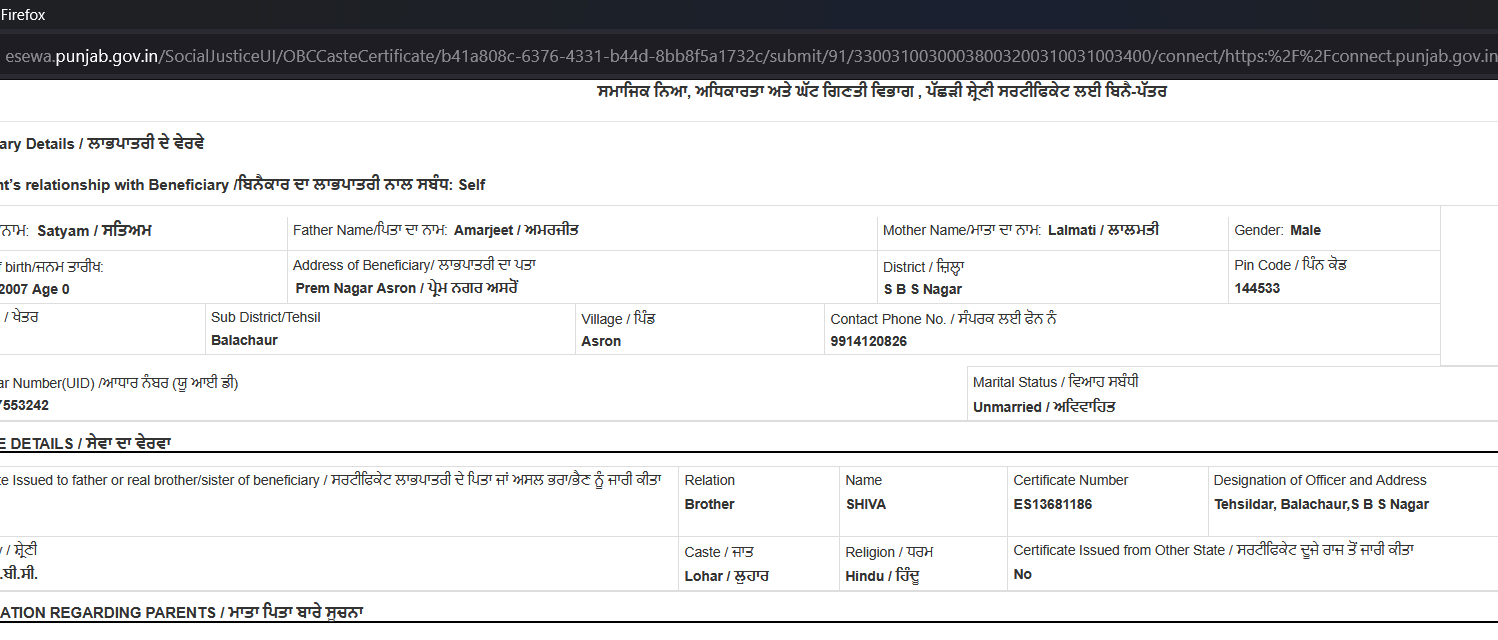 Firefox
esewa.punjab.gov.in/SocialJusticeUI/OBCCasteCertificate/b41a808c-6376-4331-b44d-8bb8f5a1732c/submit/91/330031003000380032003100310034​00/connect/https:%2F%2Fconnect.punjab.gov.in
ਸਮਾਜਿਕ ਨਿਆ, ਅਧਿਕਾਰਤਾ ਅਤੇ ਘੱਟ ਗਿਣਤੀ ਵਿਭਾਗ , ਪੱਛੜੀ ਸ਼੍ਰੇਣੀ ਸਰਟੀਫਿਕੇਟ ਲਈ ਬਿਨੈ-ਪੱਤਰ
ary Details / ਲਾਭਪਾਤਰੀ ਦੇ ਵੇਰਵੇ
nt's relationship with Beneficiary /ਬਿਨੈਕਾਰ ਦਾ ਲਾਭਪਾਤਰੀ ਨਾਲ ਸਬੰਧ: Self
ਨਾਮ: Satyam / ਸਤਿਅਮ
Father Name/ਪਿਤਾ ਦਾ ਨਾਮ: Amarjeet / ਅਮਰਜੀਤ
Mother Name/ਮਾਤਾ ਦਾ ਨਾਮ: Lalmati / ਲਾਲਮਤੀ
Gender: Male
birth/ਜਨਮ ਤਾਰੀਖ:
2007 Age 0
Address of Beneficiary/ ਲਾਭਪਾਤਰੀ ਦਾ ਪਤਾ
Prem Nagar Asron / ਪ੍ਰੇਮ ਨਗਰ ਅਸਰੋਂ
District / ਜ਼ਿਲ੍ਹਾ
S B S Nagar
Pin Code / ਪਿੰਨ ਕੋਡ
144533
/ ਖੇਤਰ
Sub District/Tehsil
Balachaur
Village / ਪਿੰਡ
Asron
Contact Phone No. / ਸੰਪਰਕ ਲਈ ਫੋਨ ਨੰ
9914120826
ar Number(UID) /ਆਧਾਰ ਨੰਬਰ (ਯੂ ਆਈ ਡੀ)
7553242
Marital Status / ਵਿਆਹ ਸਬੰਧੀ
Unmarried / ਅਵਿਵਾਹਿਤ
E DETAILS / ਸੇਵਾ ਦਾ ਵੇਰਵਾ
te Issued to father or real brother/sister of beneficiary / ਸਰਟੀਫਿਕੇਟ ਲਾਭਪਾਤਰੀ ਦੇ ਪਿਤਾ ਜਾਂ ਅਸਲ ਭਰਾ/ਭੈਣ ਨੂੰ ਜਾਰੀ ਕੀਤਾ
Relation
Brother
Name
SHIVA
Certificate Number
ES13681186
Designation of Officer and Address
Tehsildar, Balachaur,S B S Nagar
/ ਸ਼੍ਰੇਣੀ
.ਬੀ.ਸੀ.
Caste / ਜਾਤ
Lohar / ਲੁਹਾਰ
Religion / ਧਰਮ
Hindu / ਹਿੰਦੂ
Certificate Issued from Other State / ਸਰਟੀਫਿਕੇਟ ਦੂਜੇ ਰਾਜ ਤੋਂ ਜਾਰੀ ਕੀਤਾ
No
ATION REGARDING PARENTS / ਮਾਤਾ ਪਿਤਾ ਬਾਰੇ ਸੂਚਨਾ